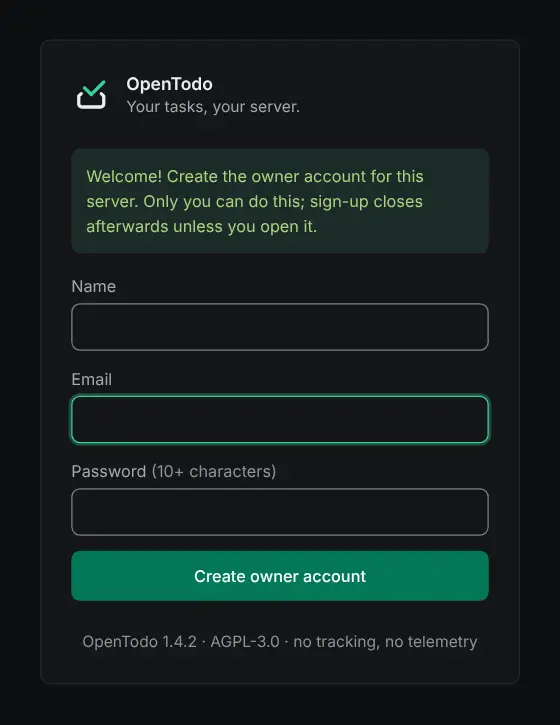 OpenTodo
Your tasks, your server.
Welcome! Create the owner account for this
server. Only you can do this; sign-up closes
afterwards unless you open it.
Name
Email
Password (10+ characters)
Create owner account
OpenTodo 1.4.2 · AGPL-3.0 · no tracking, no telemetry